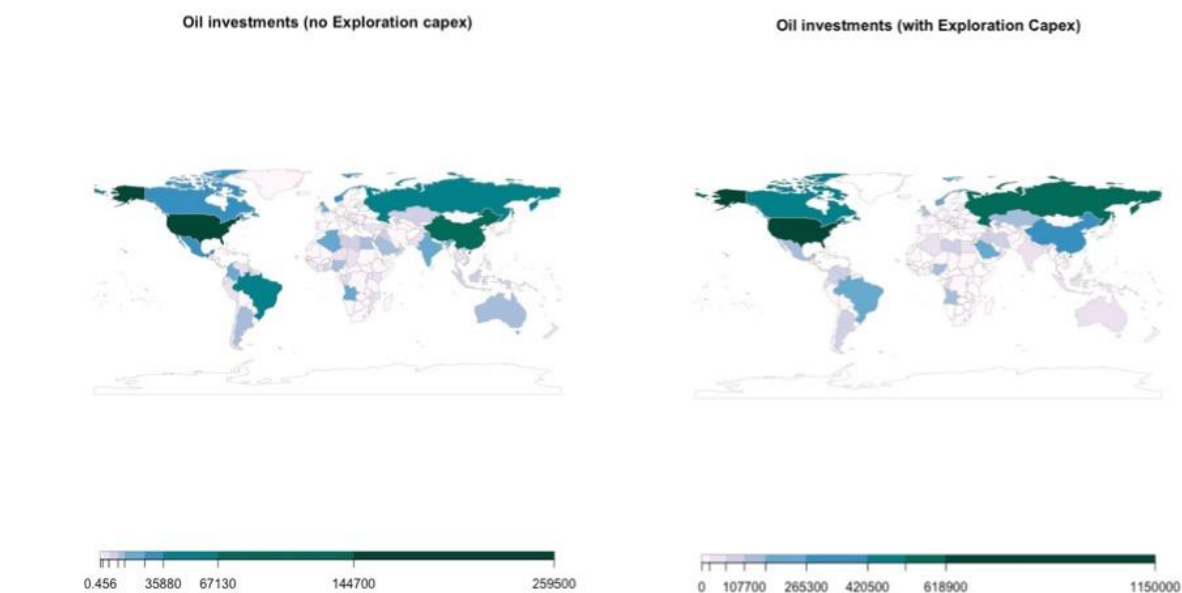 Oil investments (no Exploration capex)
Oil investments (with Exploration Capex)
0.456 35880 67130 144700 259500
0 107700 265300 420500 618900 1150000